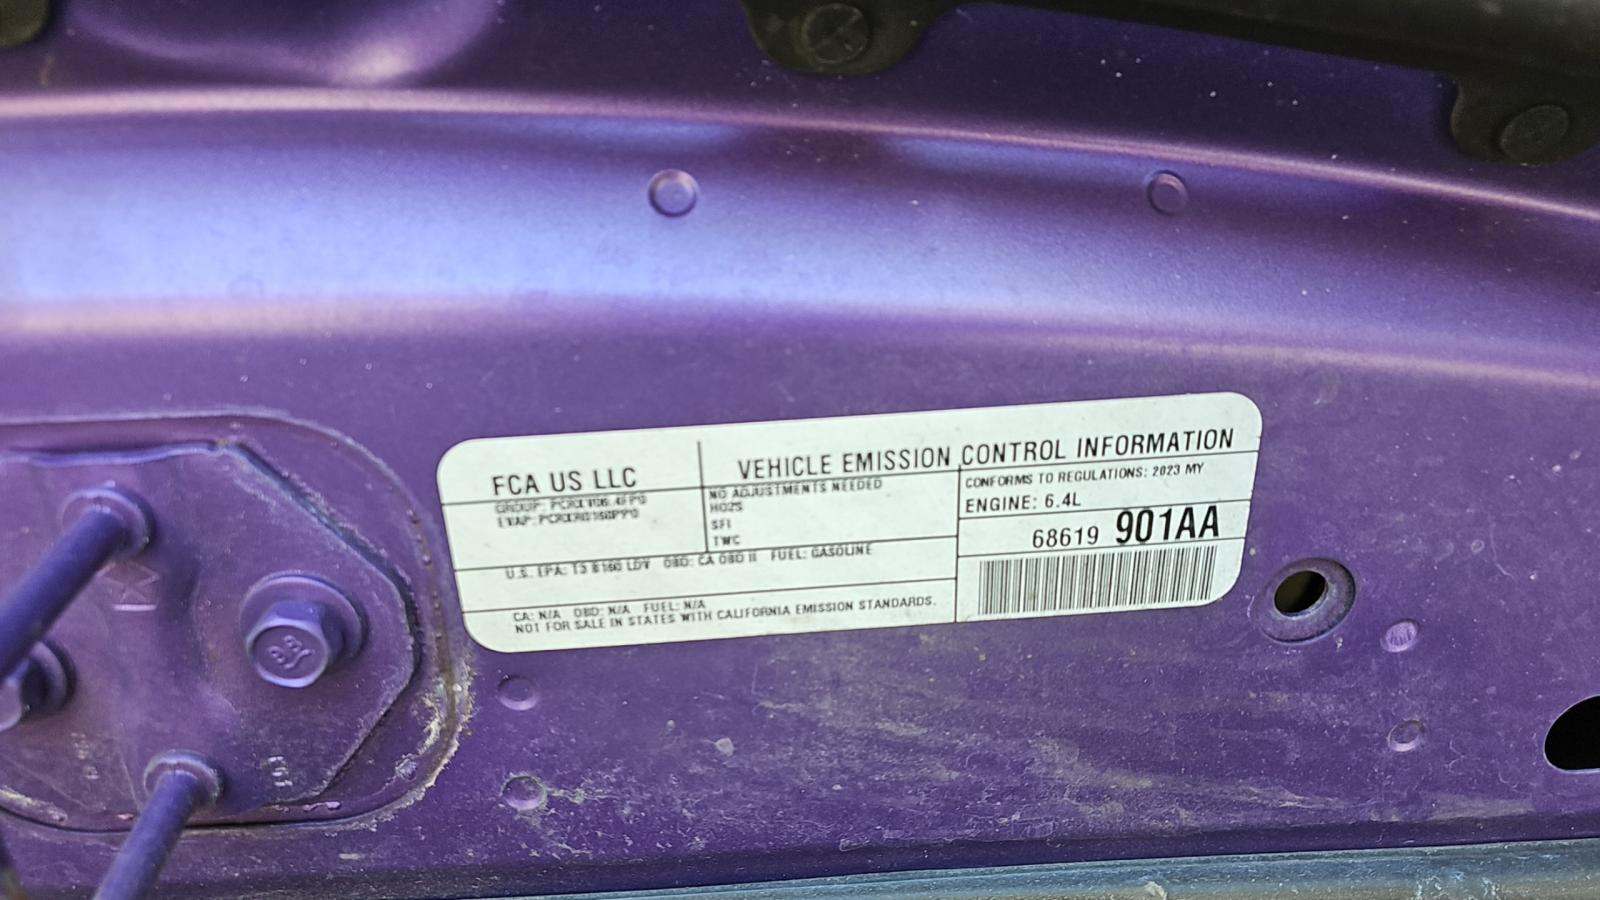 FCA US LLC
VEHICLE EMISSION CONTROL INFORMATION
GROUP:
EVAP:
NO ADJUSTMENTS NEEDED
HO2S
SFI
TWC
CONFORMS TO REGULATIONS: 2023 MY
ENGINE: 6.4L
68619 901AA
U.S. EPA: T3 B160 LDV OBD: CA OBD II FUEL: GASOLINE
CA: N/A OBD: N/A FUEL: N/A
NOT FOR SALE IN STATES WITH CALIFORNIA EMISSION STANDARDS.